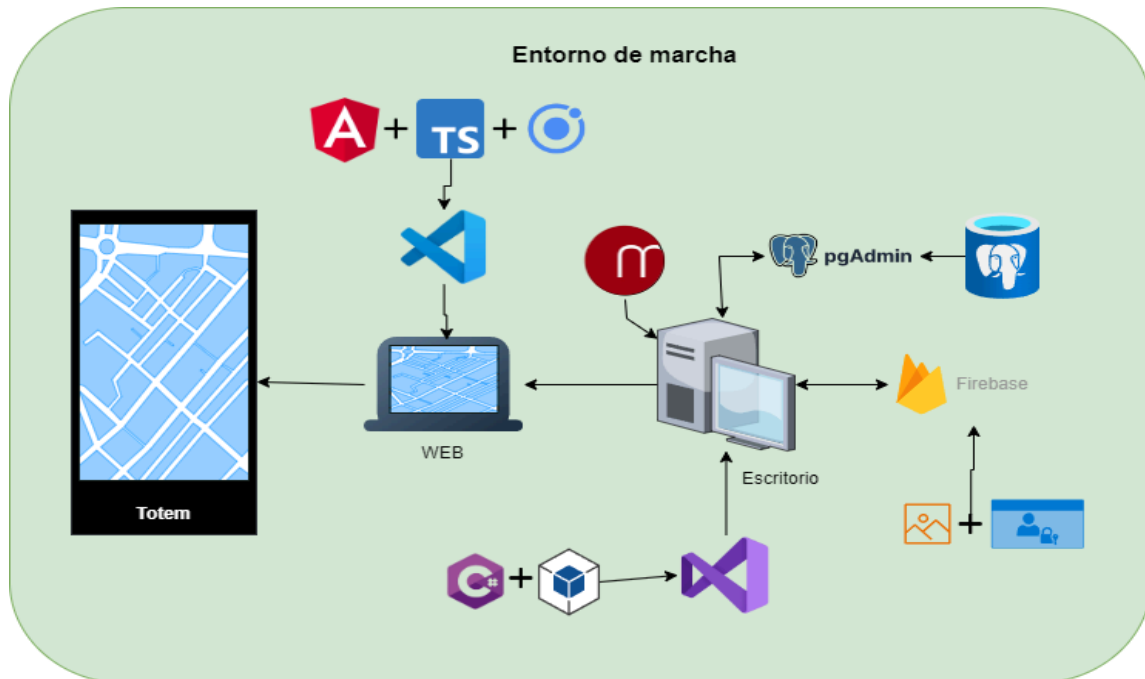 Entorno de marcha
A
TS
m
pgAdmin
Firebase
WEB
Escritorio
Totem
C#